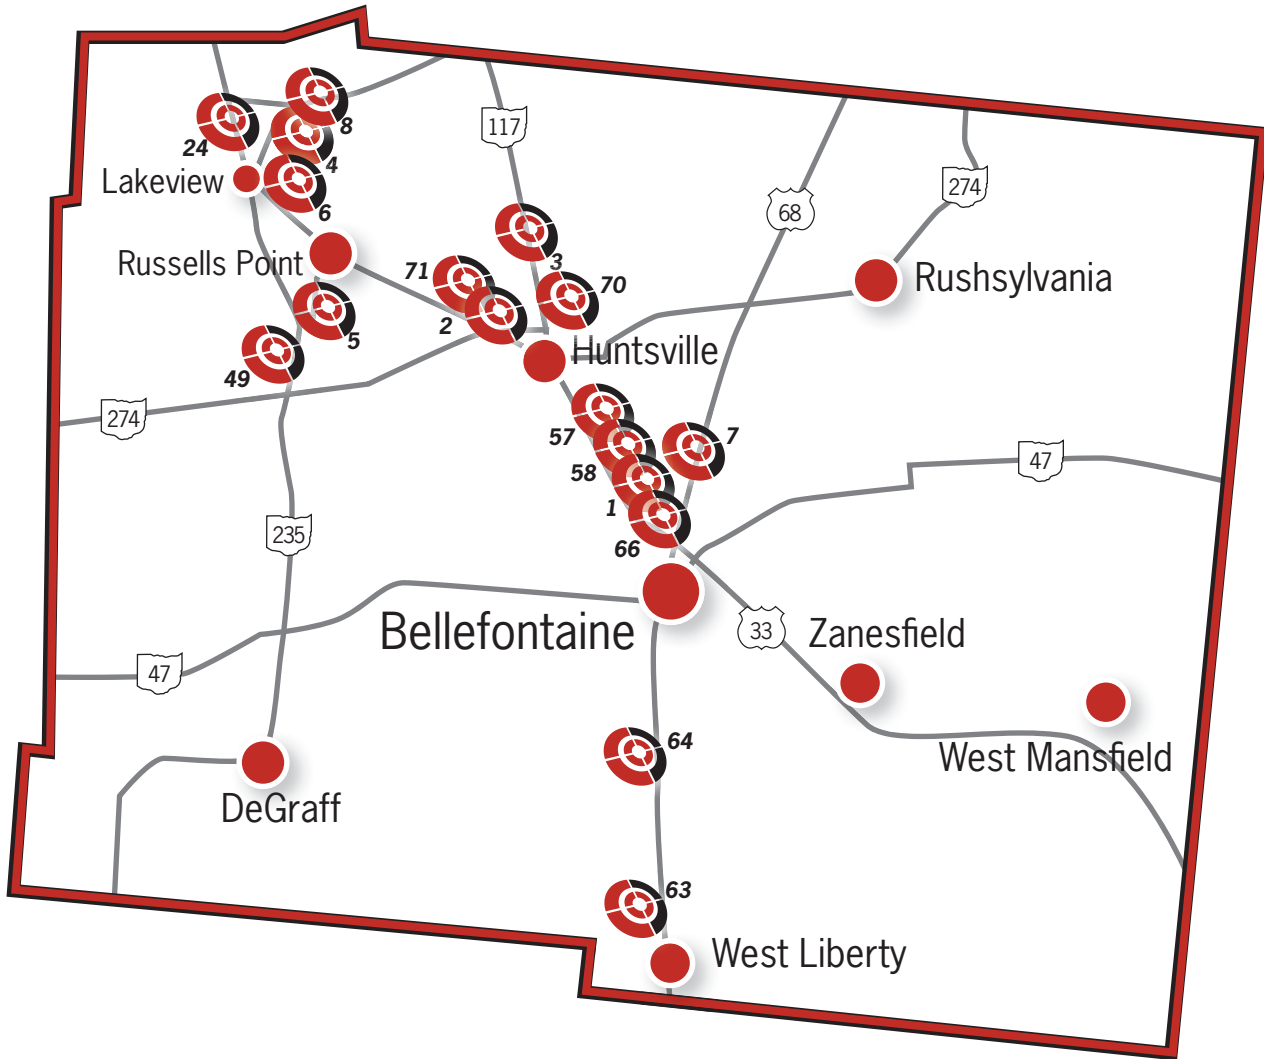 8
117
24
4
Lakeview
274
6
68
3
Russells Point
71
70
Rushsylvania
2
5
Huntsville
49
274
57
7
58
47
1
235
66
Bellefontaine
33
Zanesfield
47
64
West Mansfield
DeGraff
63
West Liberty